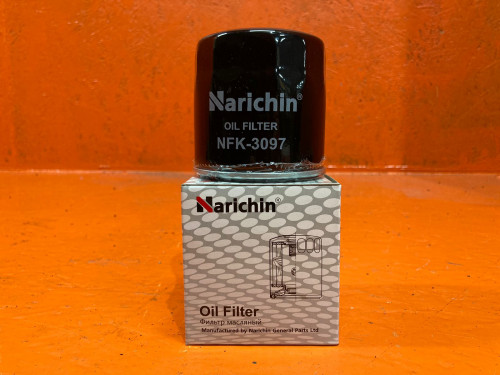 Narichin®
OIL FILTER
NFK-3097
Narichin®
Oil Filter
Фильтр масляный
Manufactured by Narichin General Parts Ltd